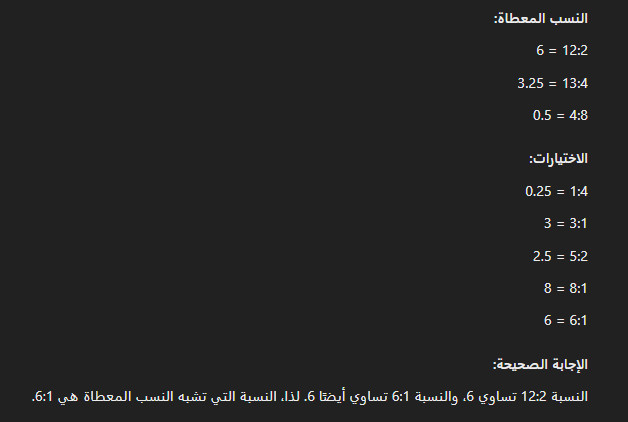 النسب المعطاة:
12:2 = 6
13:4 = 3.25
4:8 = 0.5
الاختيارات:
1:4 = 0.25
3:1 = 3
5:2 = 2.5
8:1 = 8
6:1 = 6
الإجابة الصحيحة:
النسبة 12:2 تساوي 6، والنسبة 6:1 تساوي أيضًا 6. لذا، النسبة التي تشبه النسب المعطاة هي 6:1.